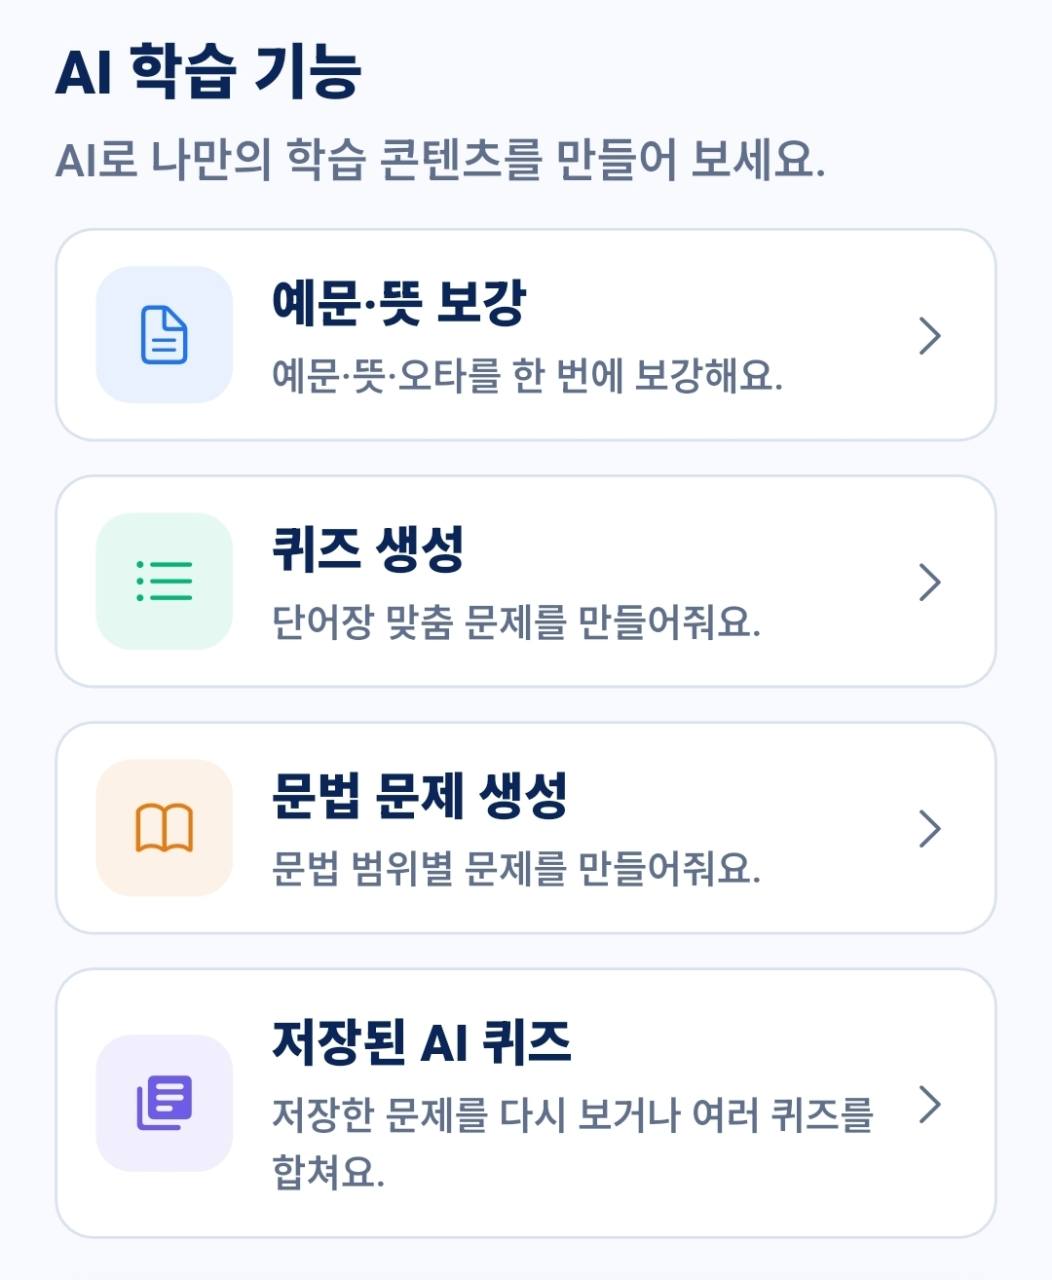 AI 학습 기능
AI로 나만의 학습 콘텐츠를 만들어 보세요.
예문·뜻 보강
예문·뜻·오타를 한 번에 보강해요.
퀴즈 생성
단어장 맞춤 문제를 만들어줘요.
문법 문제 생성
문법 범위별 문제를 만들어줘요.
저장된 AI 퀴즈
저장한 문제를 다시 보거나 여러 퀴즈를
합쳐요.